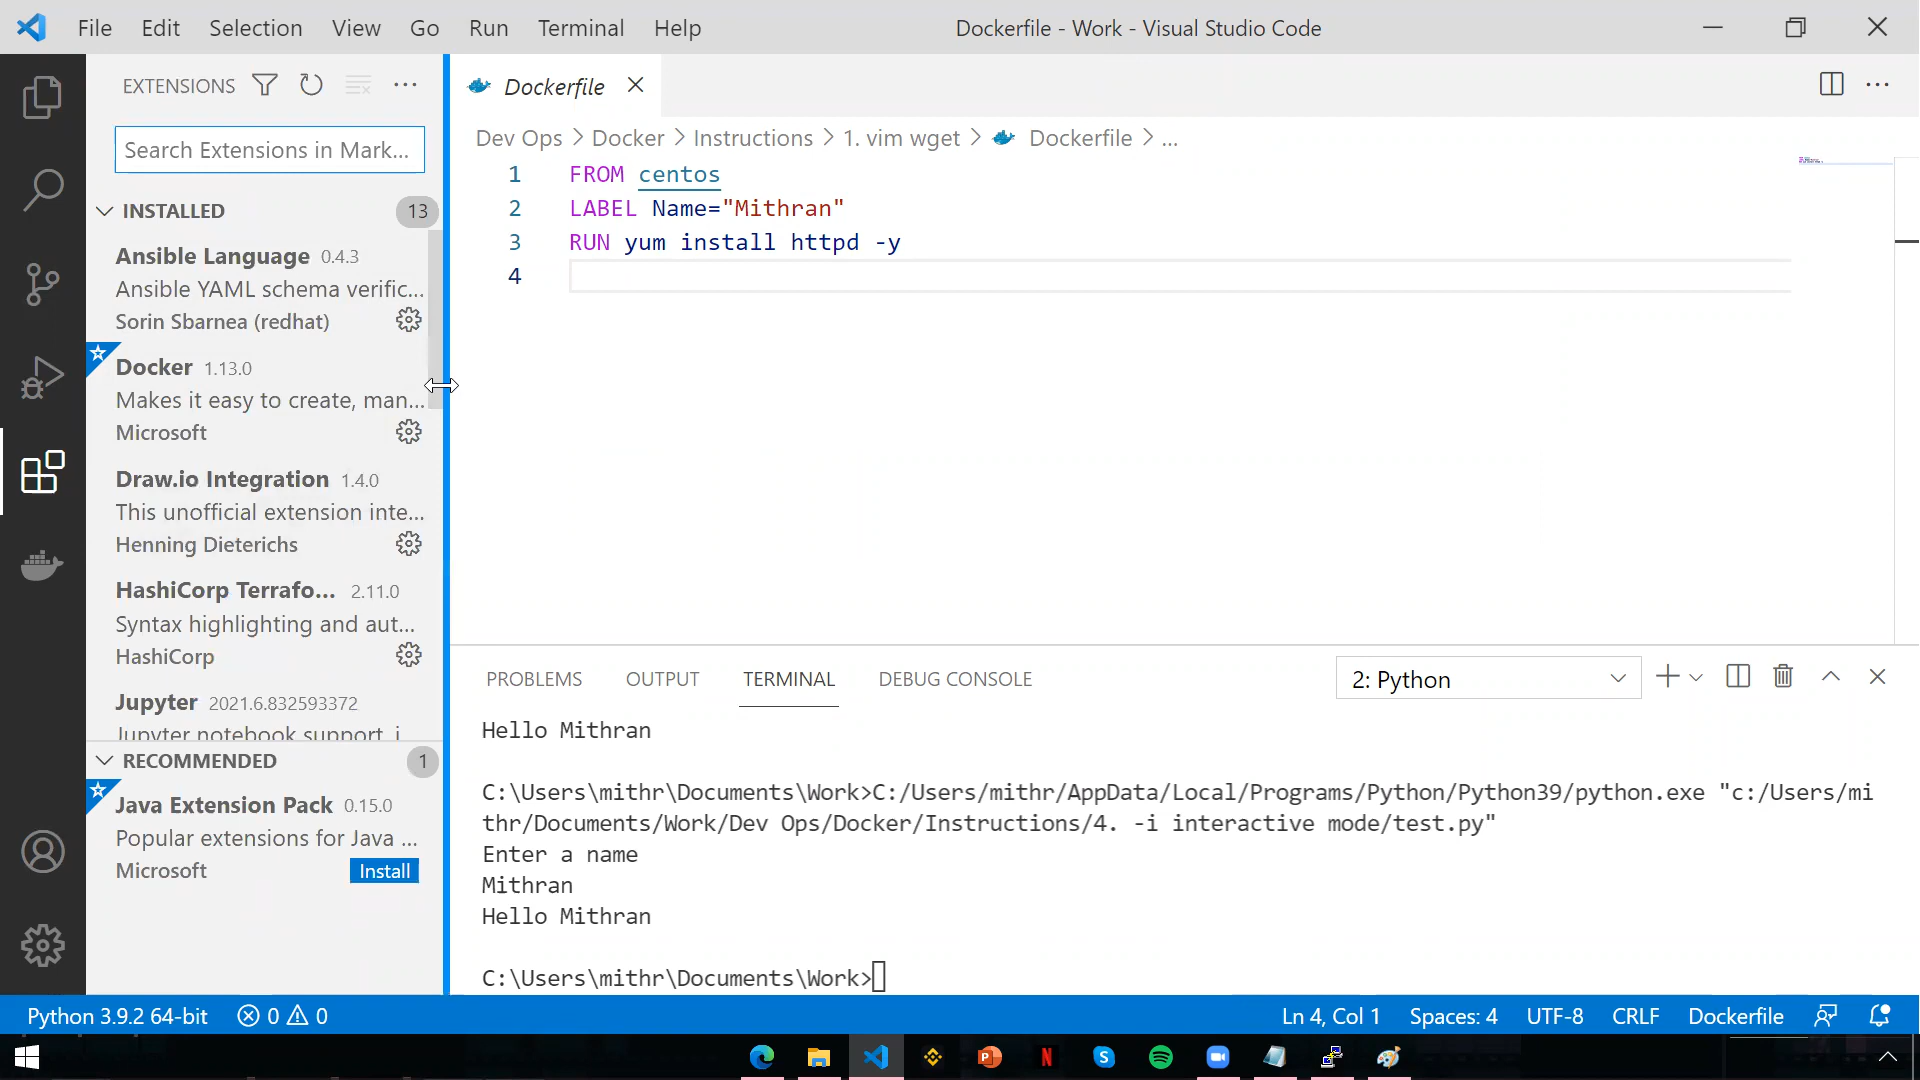 File Edit Selection View Go Run Terminal Help
Dockerfile - Work - Visual Studio Code
EXTENSIONS
Search Extensions in Mark...
INSTALLED 13
Ansible Language 0.4.3
Ansible YAML schema verific...
Sorin Sbarnea (redhat)
Docker 1.13.0
Makes it easy to create, man...
Microsoft
Draw.io Integration 1.4.0
This unofficial extension inte...
Henning Dieterichs
HashiCorp Terrafo... 2.11.0
Syntax highlighting and aut...
HashiCorp
Jupyter 2021.6.832593372
Jupyter notebook support, i
RECOMMENDED 1
Java Extension Pack 0.15.0
Popular extensions for Java ...
Microsoft Install
Dockerfile
Dev Ops > Docker > Instructions > 1. vim wget > Dockerfile > ...
1 FROM centos
2 LABEL Name="Mithran"
3 RUN yum install httpd -y
4
PROBLEMS OUTPUT TERMINAL DEBUG CONSOLE
2: Python
Hello Mithran
C:\Users\mithr\Documents\Work>C:/Users/mithr/AppData/Local/Programs/Python/Python39/python.exe "c:/Users/mi
thr/Documents/Work/Dev Ops/Docker/Instructions/4. -i interactive mode/test.py"
Enter a name
Mithran
Hello Mithran
C:\Users\mithr\Documents\Work>
Python 3.9.2 64-bit 0 0
Ln 4, Col 1 Spaces: 4 UTF-8 CRLF Dockerfile